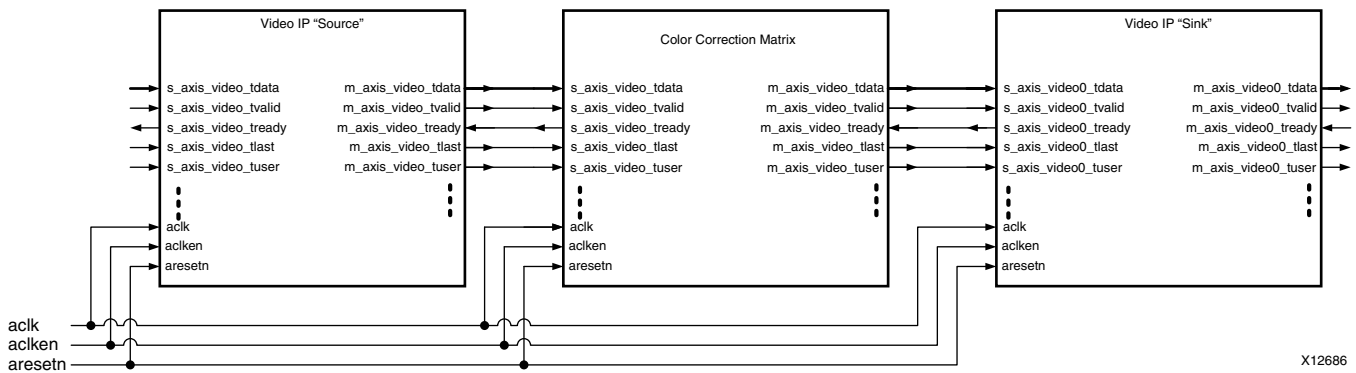 Video IP “Source”
s_axis_video_tdata
s_axis_video_tvalid
s_axis_video_tready
s_axis_video_tlast
s_axis_video_tuser
m_axis_video_tdata
m_axis_video_tvalid
m_axis_video_tready
m_axis_video_tlast
m_axis_video_tuser
aclk
aclken
aresetn
Color Correction Matrix
s_axis_video_tdata
s_axis_video_tvalid
s_axis_video_tready
s_axis_video_tlast
s_axis_video_tuser
m_axis_video_tdata
m_axis_video_tvalid
m_axis_video_tready
m_axis_video_tlast
m_axis_video_tuser
aclk
aclken
aresetn
Video IP “Sink”
s_axis_video0_tdata
s_axis_video0_tvalid
s_axis_video0_tready
s_axis_video0_tlast
s_axis_video0_tuser
m_axis_video0_tdata
m_axis_video0_tvalid
m_axis_video0_tready
m_axis_video0_tlast
m_axis_video0_tuser
aclk
aclken
aresetn
aclk
aclken
aresetn
X12686